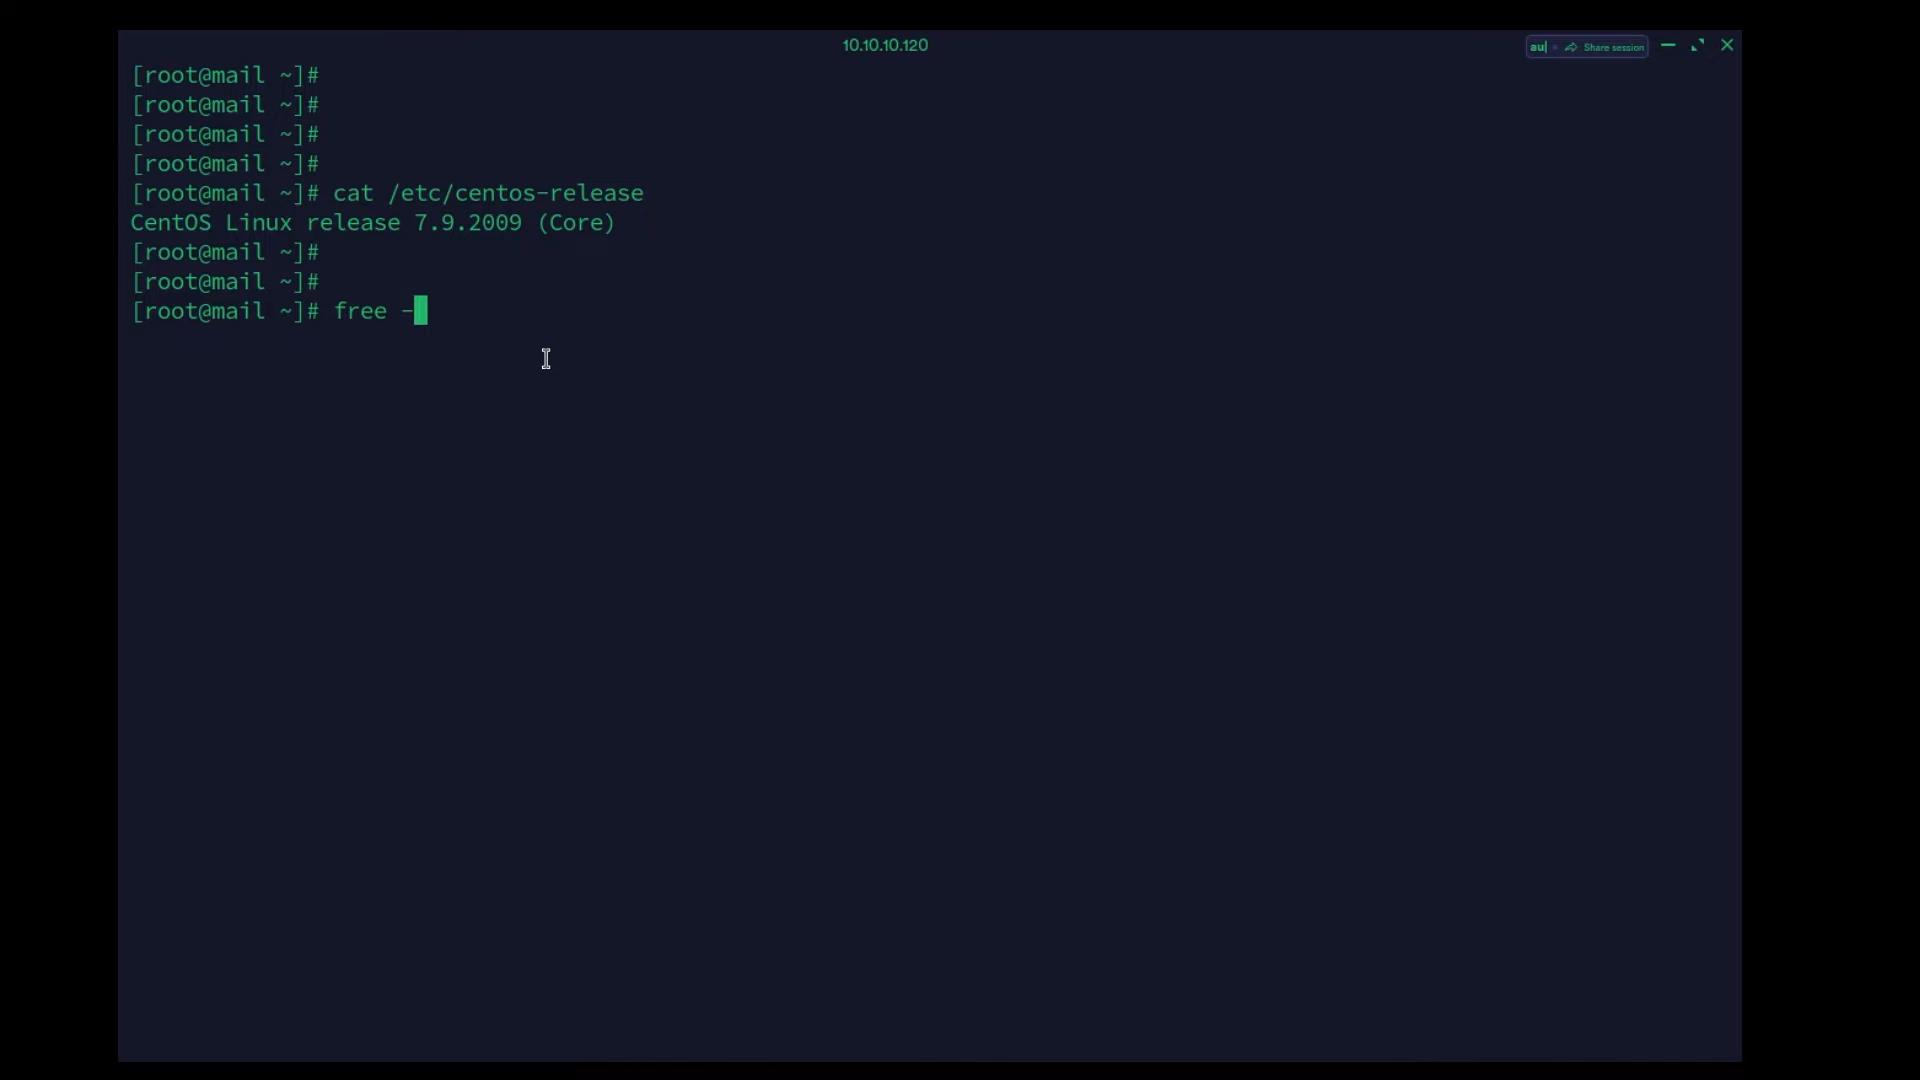 10.10.10.120
au| Share session
[root@mail ~]#
[root@mail ~]#
[root@mail ~]#
[root@mail ~]#
[root@mail ~]# cat /etc/centos-release
CentOS Linux release 7.9.2009 (Core)
[root@mail ~]#
[root@mail ~]#
[root@mail ~]# free -